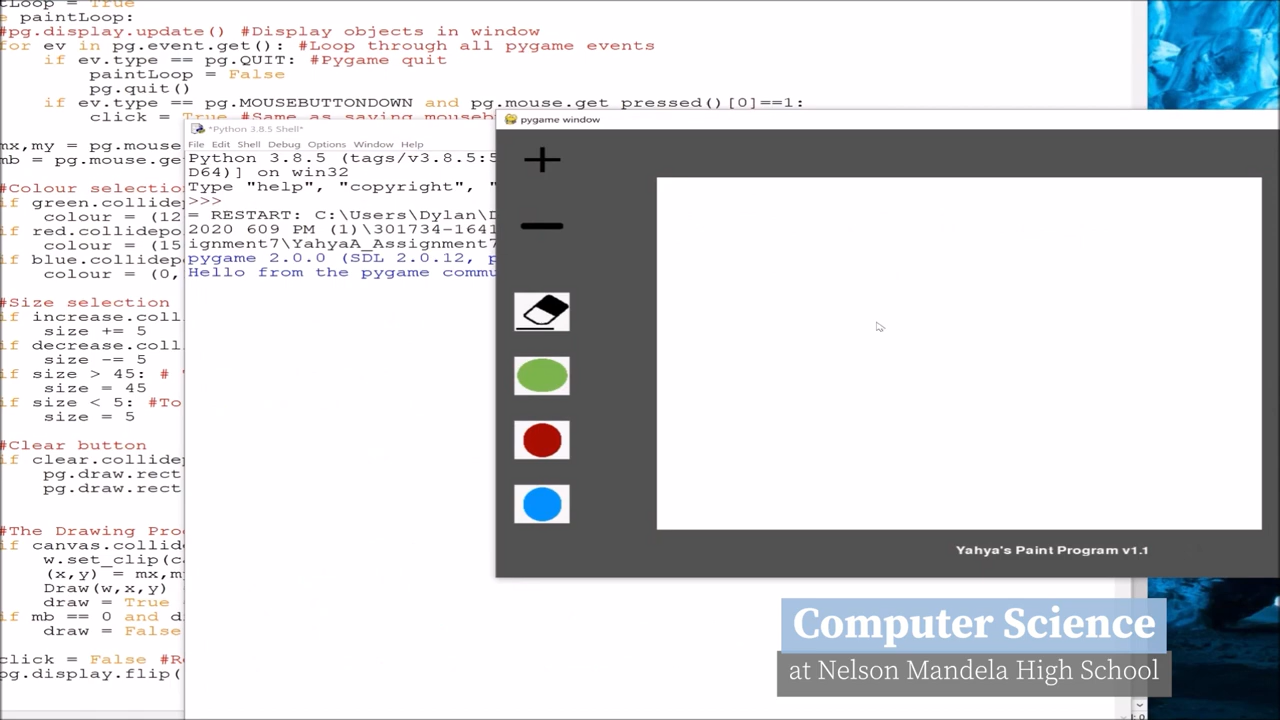 tLoop = True
e paintLoop:
#pg.display.update() #Display objects in window
for ev in pg.event.get(): #Loop through all pygame events
if ev.type == pg.QUIT: #Pygame quit
paintLoop = False
pg.quit()
if ev.type == pg.MOUSEBUTTONDOWN and pg.mouse.get_pressed()[0]==1:
click = True #Same as saving mouseb
mx,my = pg.mouse
mb = pg.mouse.ge
#Colour selectio
if green.collide
colour = (12
if red.collidepo
colour = (15
if blue.collidep
colour = (0,
#Size selection
if increase.coll
size += 5
if decrease.coll
size -= 5
if size > 45: #
size = 45
if size < 5: #To
size = 5
#Clear button
if clear.collidep
pg.draw.rect
pg.draw.rect
#The Drawing Pro
if canvas.collid
w.set_clip(c
(x,y) = mx,m
Draw(w,x,y)
draw = True
if mb == 0 and d
draw = False
click = False #R
pg.display.flip(
*Python 3.8.5 Shell*
File Edit Shell Debug Options Window Help
Python 3.8.5 (tags/v3.8.5:5
D64)] on win32
Type "help", "copyright", "
>>>
= RESTART: C:\Users\Dylan\D
2020 609 PM (1)\301734-1641
ignment7\YahyaA_Assignment7
pygame 2.0.0 (SDL 2.0.12, p
Hello from the pygame commu
pygame window
Yahya's Paint Program v1.1
Computer Science
at Nelson Mandela High School